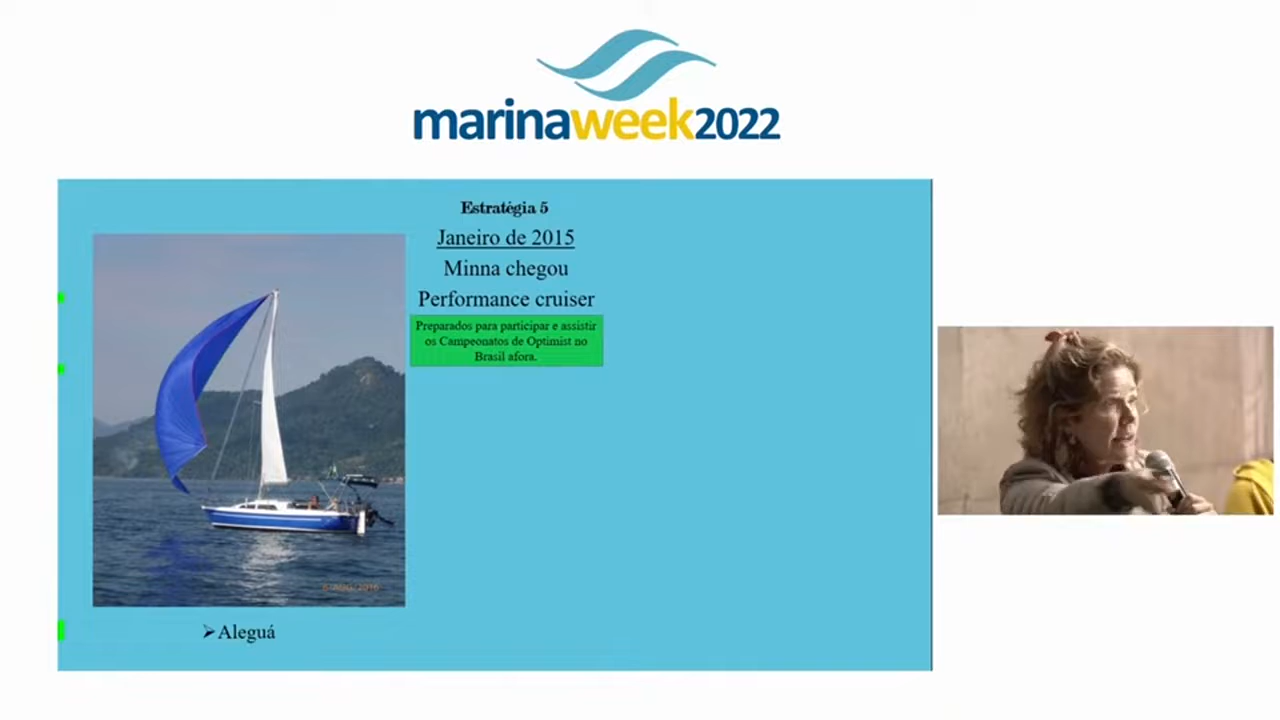 marinaweek2022
Estratégia 5
Janeiro de 2015
Minna chegou
Performance cruiser
Preparados para participar e assistir
os Campeonatos de Optimist no
Brasil afora.
➢Aleguá